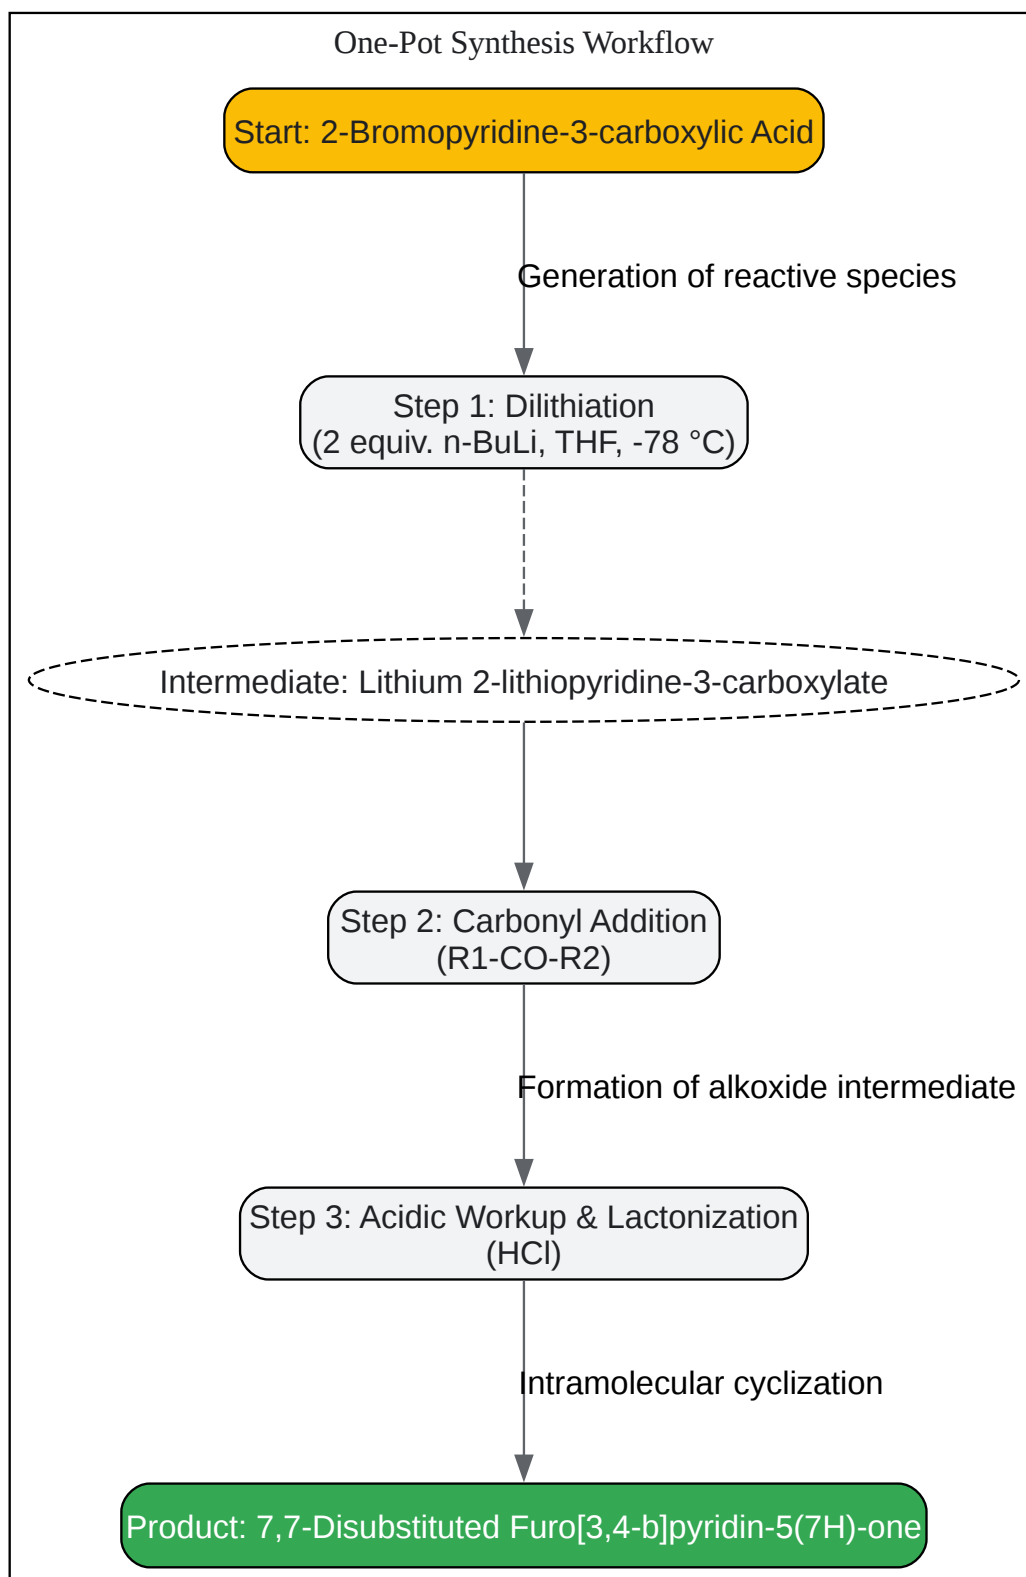 One-Pot Synthesis Workflow
Start: 2-Bromopyridine-3-carboxylic Acid
Generation of reactive species
Step 1: Dilithiation
(2 equiv. n-BuLi, THF, -78 °C)
Intermediate: Lithium 2-lithiopyridine-3-carboxylate
Step 2: Carbonyl Addition
(R1-CO-R2)
Formation of alkoxide intermediate
Step 3: Acidic Workup & Lactonization
(HCl)
Intramolecular cyclization
Product: 7,7-Disubstituted Furo[3,4-b]pyridin-5(7H)-one